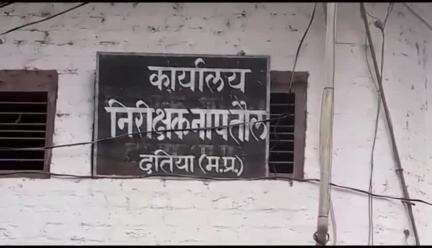 कार्यालय
निरीक्षक नापतौल
दतिया (म.प्र.)